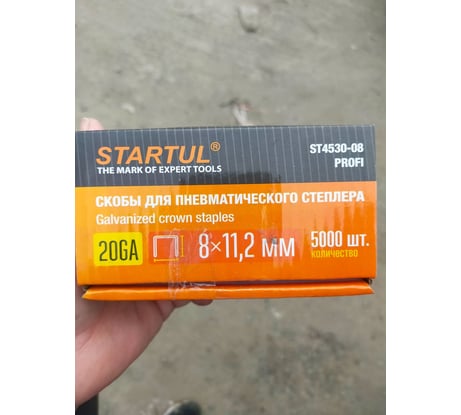 STARTUL®
THE MARK OF EXPERT TOOLS
ST4530-08
PROFI
СКОБЫ ДЛЯ ПНЕВМАТИЧЕСКОГО СТЕПЛЕРА
Galvanized crown staples
20GA
8×11,2 мм
5000 шт.
количество